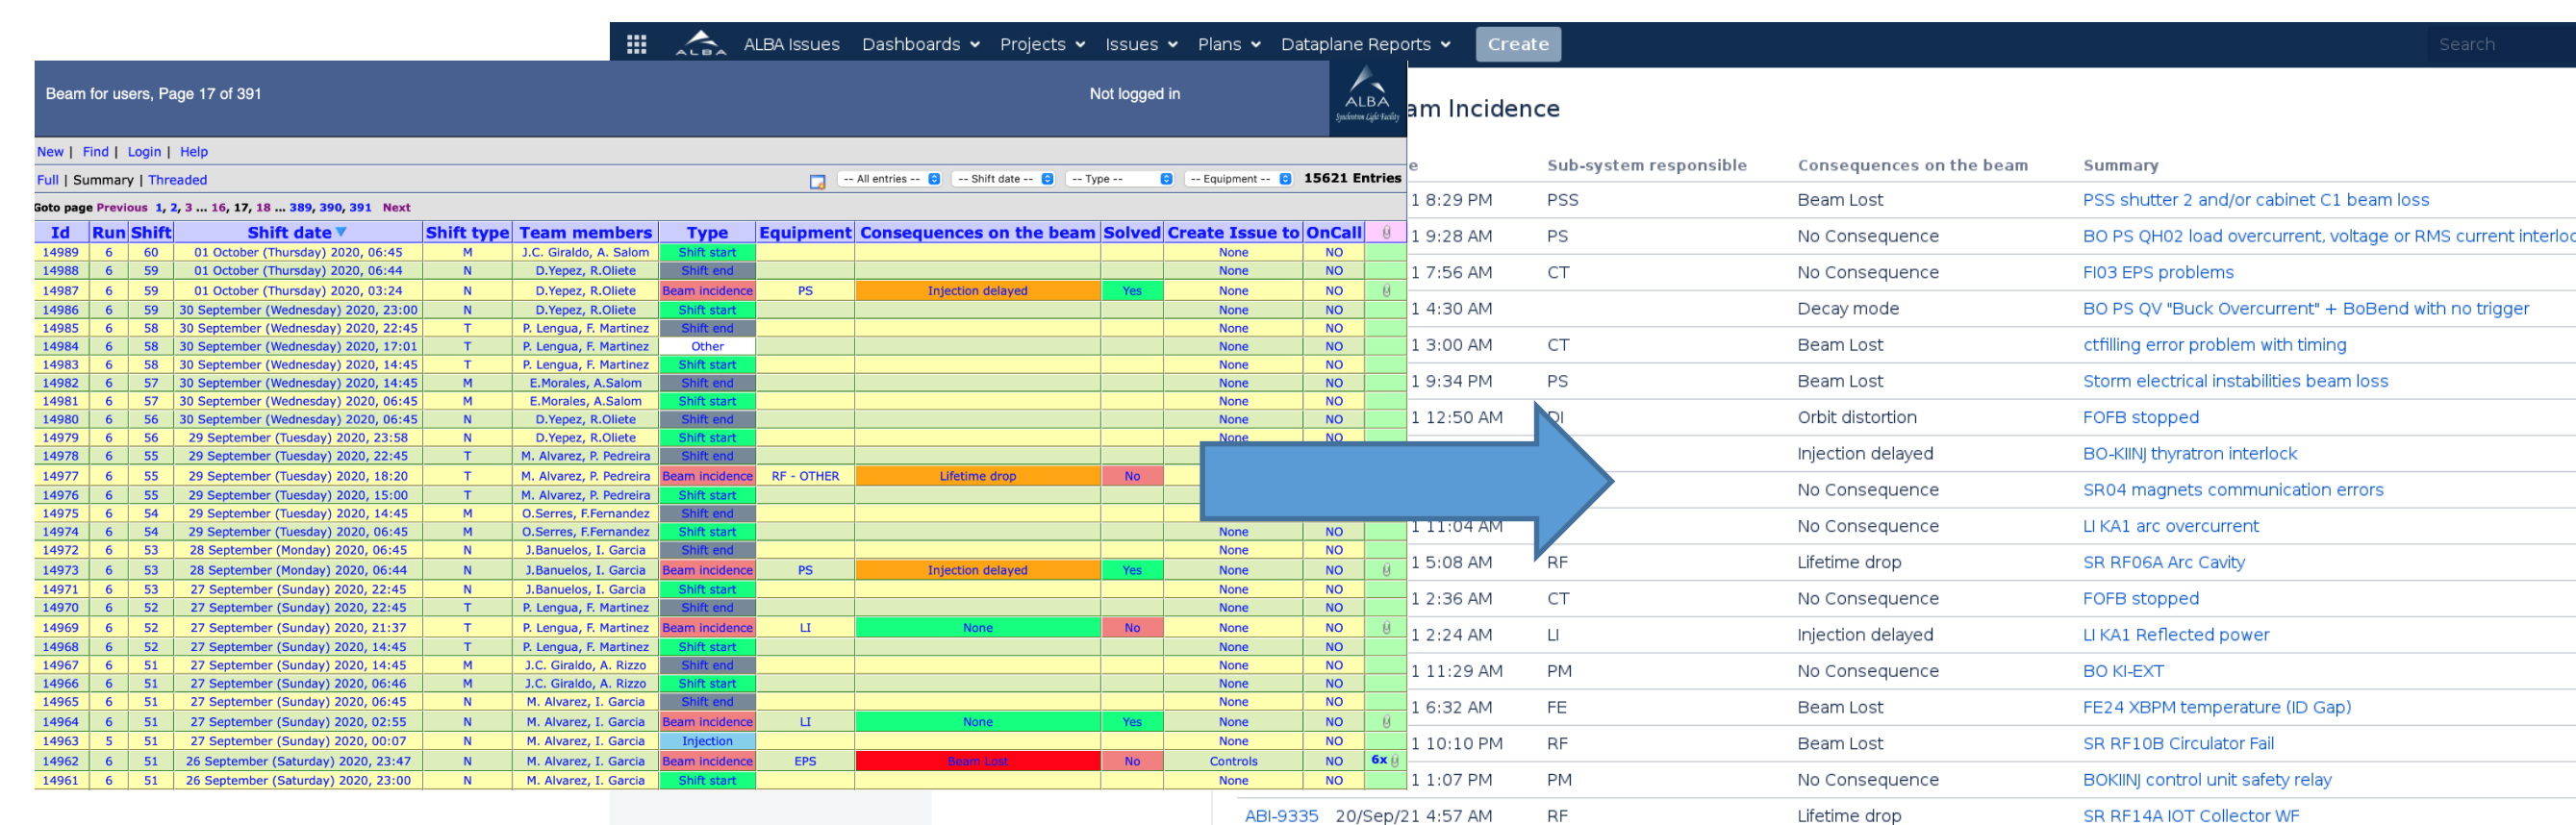 ALBA ALBA Issues Dashboards Projects Issues Plans Dataplane Reports Create Search
Beam for users, Page 17 of 391 Not logged in ALBA Synchrotron Light Facility
New | Find | Login | Help
Full | Summary | Threaded -- All entries -- -- Shift date -- -- Type -- -- Equipment -- 15621 Entries
Goto page Previous 1, 2, 3 ... 16, 17, 18 ... 389, 390, 391 Next
Id Run Shift Shift date Shift type Team members Type Equipment Consequences on the beam Solved Create Issue to OnCall
14989 6 60 01 October (Thursday) 2020, 06:45 M J.C. Giraldo, A. Salom Shift start None NO
14988 6 59 01 October (Thursday) 2020, 06:44 N D.Yepez, R.Oliete Shift end None NO
14987 6 59 01 October (Thursday) 2020, 03:24 N D.Yepez, R.Oliete Beam incidence PS Injection delayed Yes None NO
14986 6 59 30 September (Wednesday) 2020, 23:00 N D.Yepez, R.Oliete Shift start None NO
14985 6 58 30 September (Wednesday) 2020, 22:45 T P. Lengua, F. Martinez Shift end None NO
14984 6 58 30 September (Wednesday) 2020, 17:01 T P. Lengua, F. Martinez Other None NO
14983 6 58 30 September (Wednesday) 2020, 14:45 T P. Lengua, F. Martinez Shift start None NO
14982 6 57 30 September (Wednesday) 2020, 14:45 M E.Morales, A.Salom Shift end None NO
14981 6 57 30 September (Wednesday) 2020, 06:45 M E.Morales, A.Salom Shift start None NO
14980 6 56 30 September (Wednesday) 2020, 06:45 N D.Yepez, R.Oliete Shift end None NO
14979 6 56 29 September (Tuesday) 2020, 23:58 N D.Yepez, R.Oliete Shift start None NO
14978 6 55 29 September (Tuesday) 2020, 22:45 T M. Alvarez, P. Pedreira Shift end
14977 6 55 29 September (Tuesday) 2020, 18:20 T M. Alvarez, P. Pedreira Beam incidence RF - OTHER Lifetime drop No
14976 6 55 29 September (Tuesday) 2020, 15:00 T M. Alvarez, P. Pedreira Shift start
14975 6 54 29 September (Tuesday) 2020, 14:45 M O.Serres, F.Fernandez Shift end
14974 6 54 29 September (Tuesday) 2020, 06:45 M O.Serres, F.Fernandez Shift start None NO
14972 6 53 28 September (Monday) 2020, 06:45 N J.Banuelos, I. Garcia Shift end None NO
14973 6 53 28 September (Monday) 2020, 06:44 N J.Banuelos, I. Garcia Beam incidence PS Injection delayed Yes None NO
14971 6 53 27 September (Sunday) 2020, 22:45 N J.Banuelos, I. Garcia Shift start None NO
14970 6 52 27 September (Sunday) 2020, 22:45 T P. Lengua, F. Martinez Shift end None NO
14969 6 52 27 September (Sunday) 2020, 21:37 T P. Lengua, F. Martinez Beam incidence LI None No None NO
14968 6 52 27 September (Sunday) 2020, 14:45 T P. Lengua, F. Martinez Shift start None NO
14967 6 51 27 September (Sunday) 2020, 14:45 M J.C. Giraldo, A. Rizzo Shift end None NO
14966 6 51 27 September (Sunday) 2020, 06:46 M J.C. Giraldo, A. Rizzo Shift start None NO
14965 6 51 27 September (Sunday) 2020, 06:45 N M. Alvarez, I. Garcia Shift end None NO
14964 6 51 27 September (Sunday) 2020, 02:55 N M. Alvarez, I. Garcia Beam incidence LI None Yes None NO
14963 5 51 27 September (Sunday) 2020, 00:07 N M. Alvarez, I. Garcia Injection None NO
14962 6 51 26 September (Saturday) 2020, 23:47 N M. Alvarez, I. Garcia Beam incidence EPS Beam Lost No Controls NO 6x
14961 6 51 26 September (Saturday) 2020, 23:00 N M. Alvarez, I. Garcia Shift start None NO
am Incidence
e Sub-system responsible Consequences on the beam Summary
1 8:29 PM PSS Beam Lost PSS shutter 2 and/or cabinet C1 beam loss
1 9:28 AM PS No Consequence BO PS QH02 load overcurrent, voltage or RMS current interloc
1 7:56 AM CT No Consequence FI03 EPS problems
1 4:30 AM Decay mode BO PS QV "Buck Overcurrent" + BoBend with no trigger
1 3:00 AM CT Beam Lost ctfilling error problem with timing
1 9:34 PM PS Beam Lost Storm electrical instabilities beam loss
1 12:50 AM DI Orbit distortion FOFB stopped
Injection delayed BO-KIINJ thyratron interlock
No Consequence SR04 magnets communication errors
1 11:04 AM No Consequence LI KA1 arc overcurrent
1 5:08 AM RF Lifetime drop SR RF06A Arc Cavity
1 2:36 AM CT No Consequence FOFB stopped
1 2:24 AM LI Injection delayed LI KA1 Reflected power
1 11:29 AM PM No Consequence BO KI-EXT
1 6:32 AM FE Beam Lost FE24 XBPM temperature (ID Gap)
1 10:10 PM RF Beam Lost SR RF10B Circulator Fail
1 1:07 PM PM No Consequence BOKIINJ control unit safety relay
ABI-9335 20/Sep/21 4:57 AM RF Lifetime drop SR RF14A IOT Collector WF